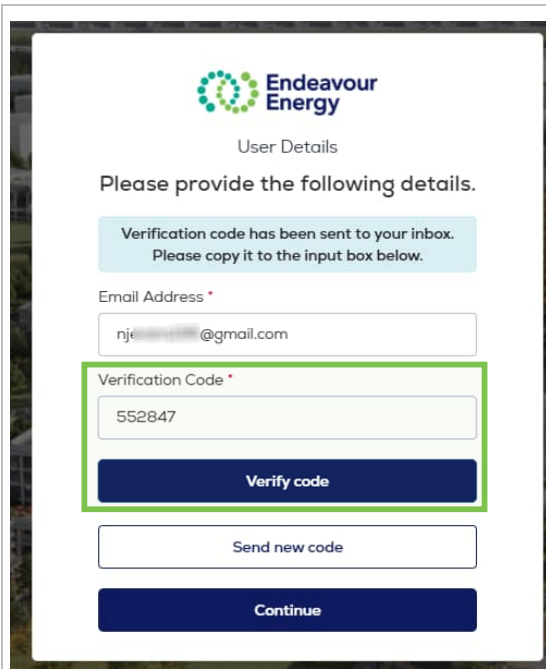 Endeavour
Energy
User Details
Please provide the following details.
Verification code has been sent to your inbox.
Please copy it to the input box below.
Email Address *
nje @gmail.com
Verification Code *
552847
Verify code
Send new code
Continue